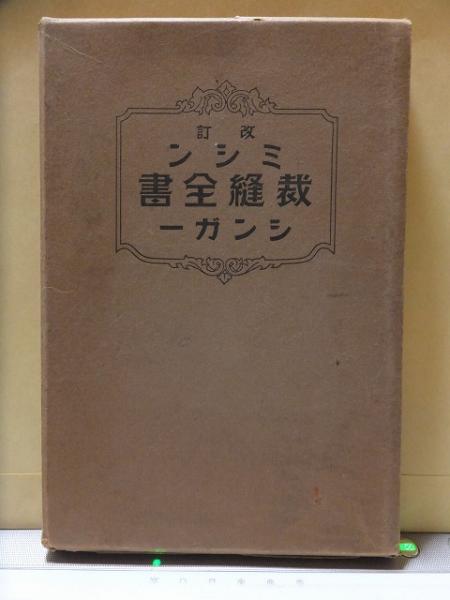 改訂
ミシン
裁縫全書
シンガー